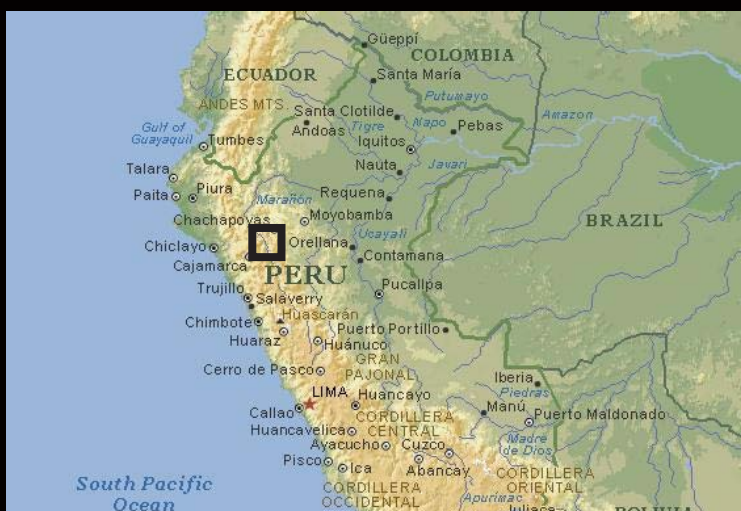 Güeppí
COLOMBIA
ECUADOR
Santa María
ANDES MTS.
Putumayo
Santa Clotilde
Amazon
Gulf of
Guayaquil
Tumbes
Andoas
Tigre
Napo
Pebas
Iquitos
Talara
Nauta
Javari
Paita
Piura
Marañón
Requena
Chachapoyas
Moyobamba
BRAZIL
Chiclayo
Orellana
Ucayali
Contamana
Cajamarca
PERU
Trujillo
Salaverry
Pucallpa
Huascarán
Chimbote
Huaraz
Puerto Portillo
Huánuco
GRAN
PAJONAL
Cerro de Pasco
Iberia
Piedras
LIMA
Huancayo
Callao
CORDILLERA
CENTRAL
Manú
Puerto Maldonado
Huancavelica
Ayacucho
Cuzco
Madre
de Dios
Pisco
Ica
Abancay
CORDILLERA
ORIENTAL
South Pacific
Ocean
CORDILLERA
OCCIDENTAL
Apurimac
Juliaca
BOLIVIA